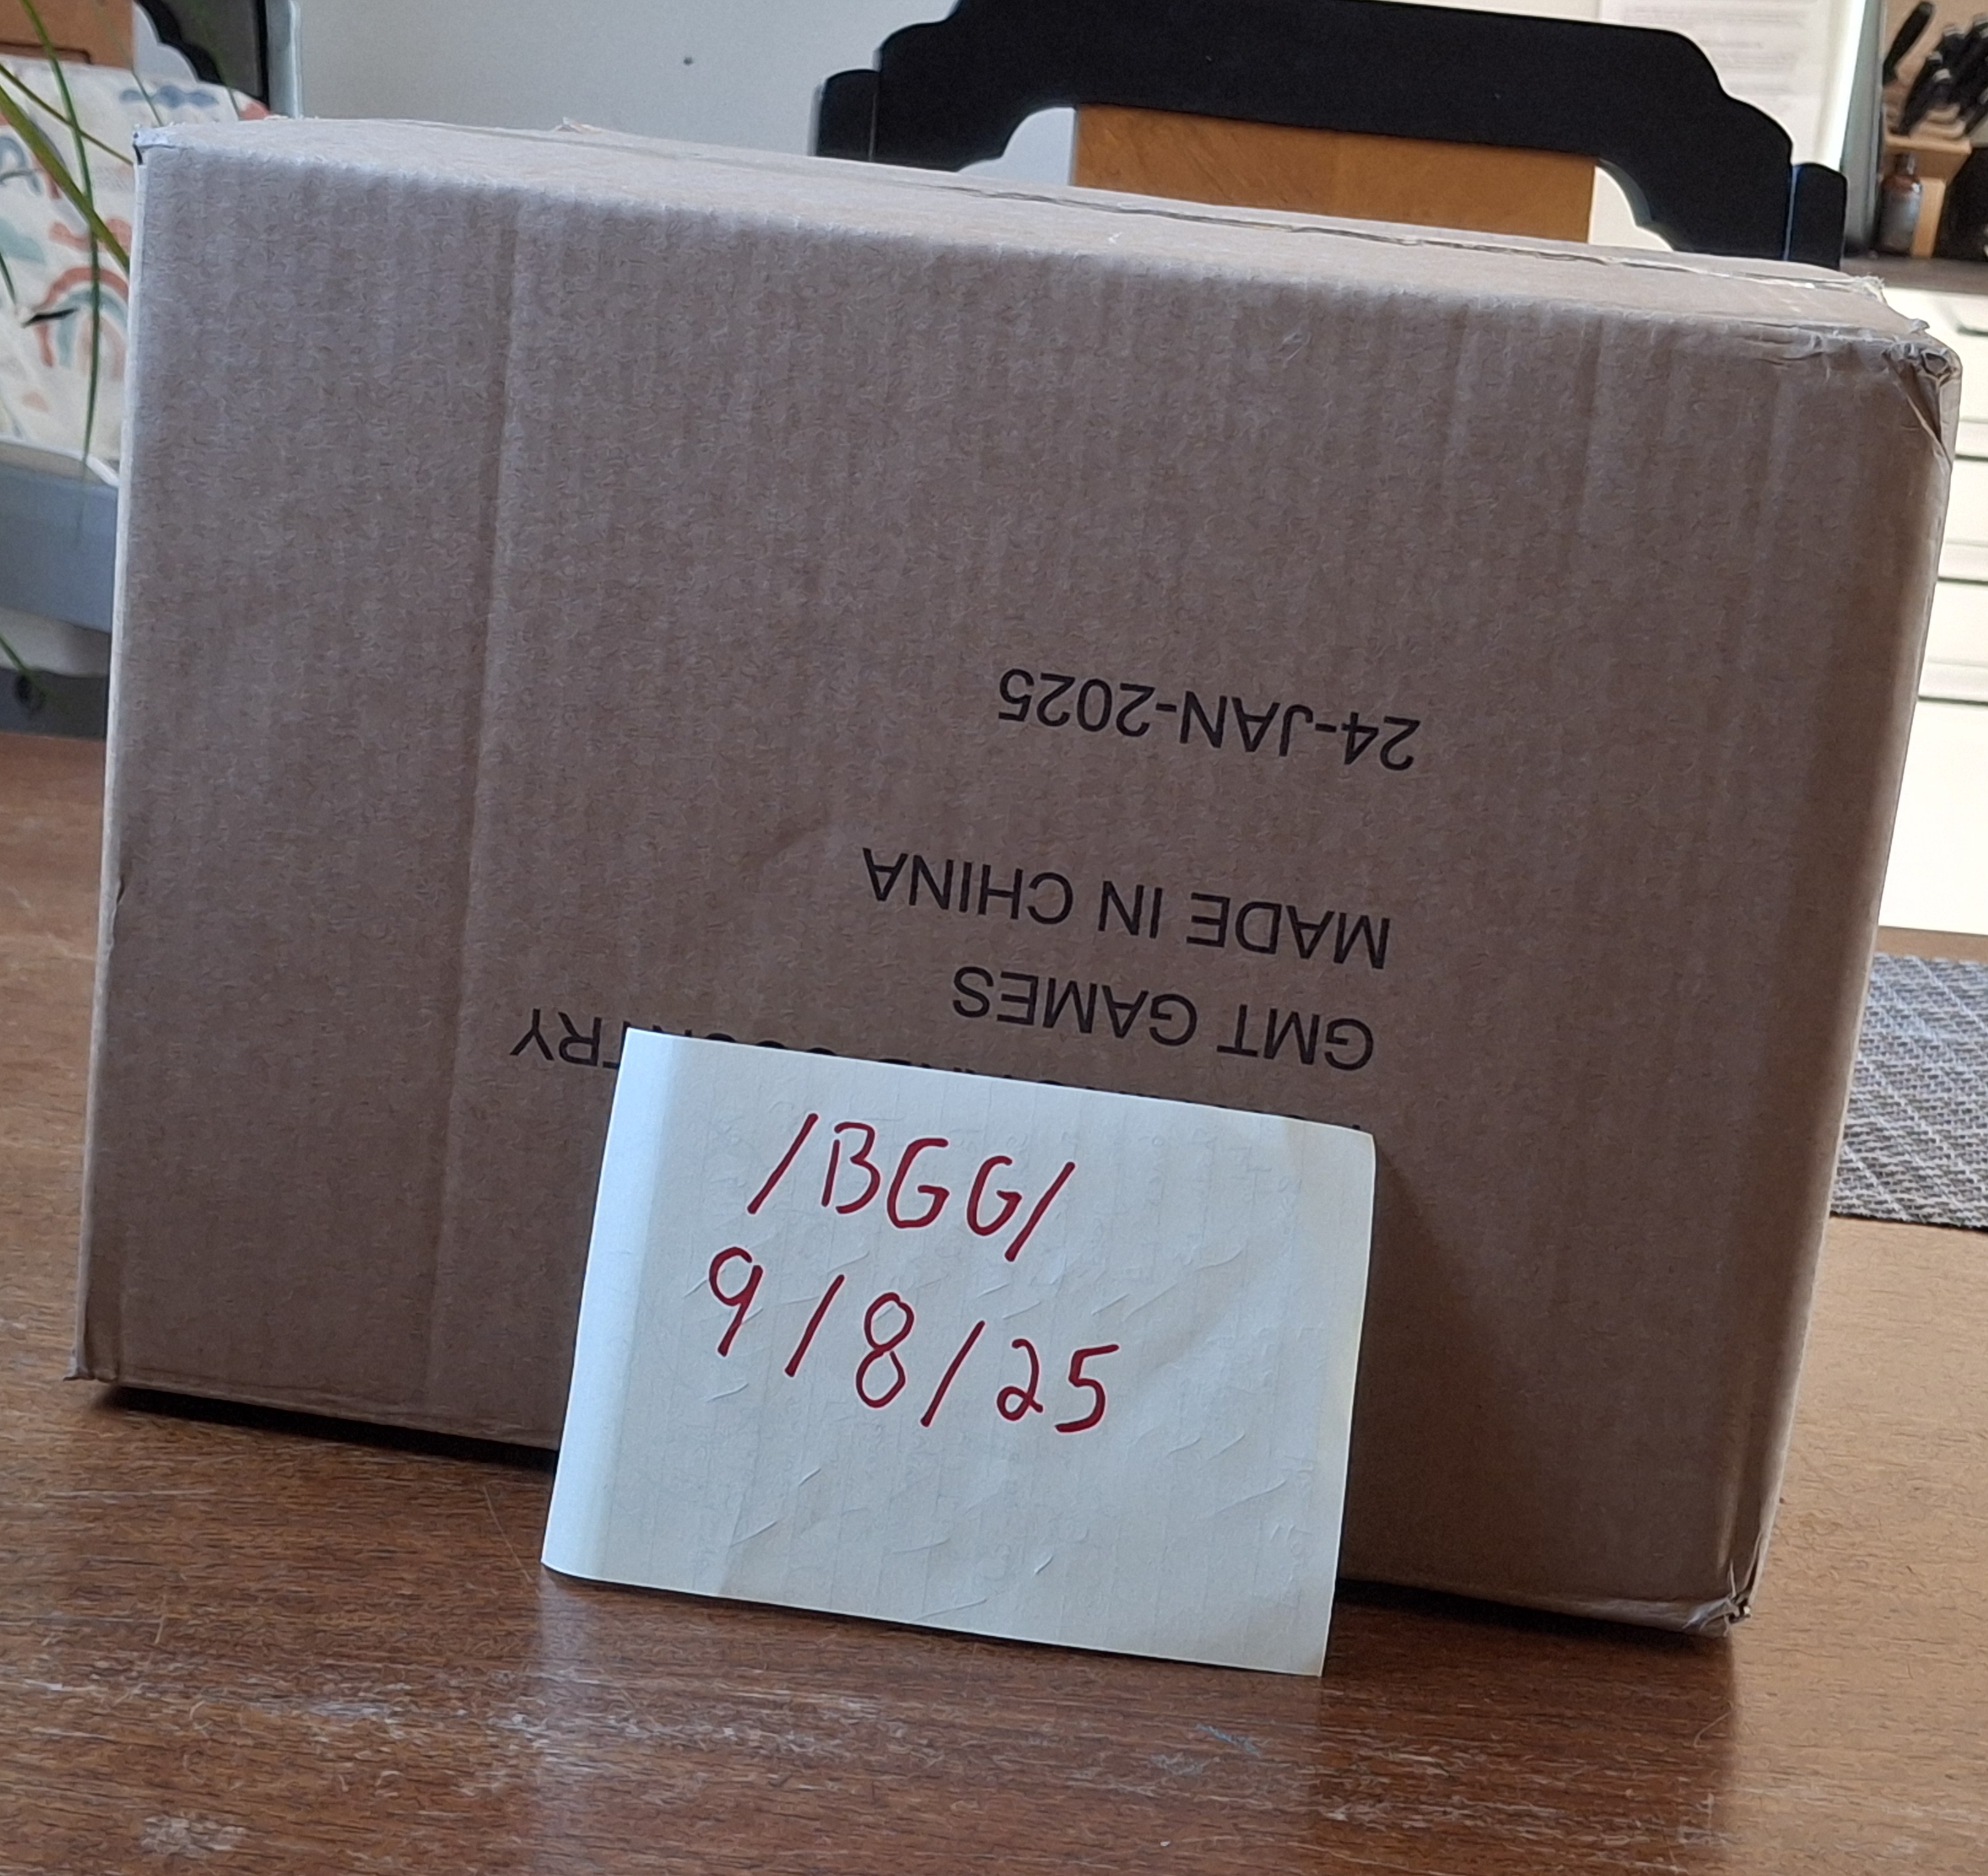 GMT GAMES
MADE IN CHINA
24-JAN-2025
/BGG/
9/8/25